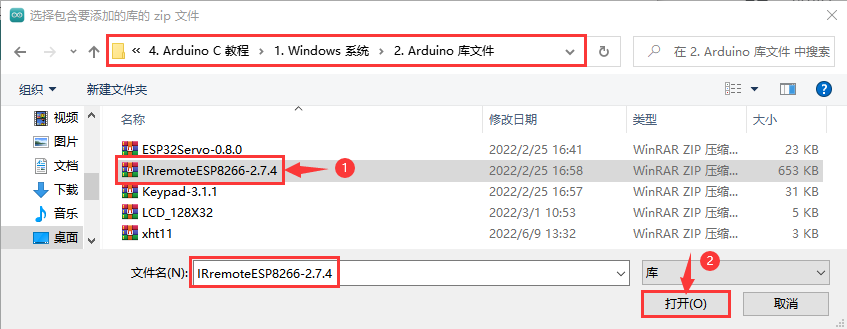 选择包含要添加的库的 zip 文件
« 4. Arduino C 教程 > 1. Windows 系统 > 2. Arduino 库文件
在 2. Arduino 库文件 中搜索
组织 新建文件夹
名称 修改日期 类型 大小
视频
图片
文档
下载
音乐
桌面
ESP32Servo-0.8.0 2022/2/25 16:41 WinRAR ZIP 压缩... 23 KB
IRremoteESP8266-2.7.4 2022/2/25 16:58 WinRAR ZIP 压缩... 653 KB
1
Keypad-3.1.1 2022/2/25 16:57 WinRAR ZIP 压缩... 31 KB
LCD_128X32 2022/3/1 10:53 WinRAR ZIP 压缩... 5 KB
xht11 2022/6/9 13:32 WinRAR ZIP 压缩... 3 KB
文件名(N): IRremoteESP8266-2.7.4 库
2
打开(O) 取消